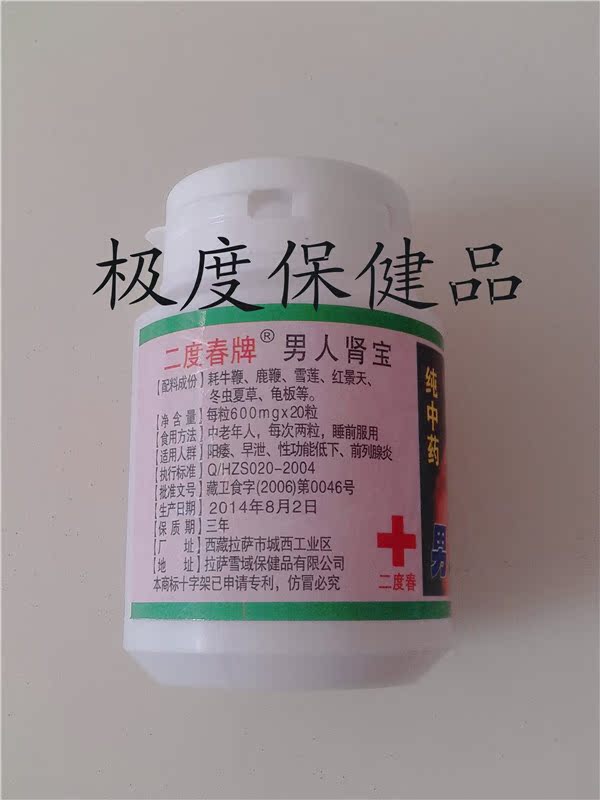 极度保健品
二度春牌® 男人肾宝
【配料成份】耗牛鞭、鹿鞭、雪莲、红景天、
冬虫夏草、龟板等。
【净 含 量】每粒600mgx20粒
【食用方法】中老年人，每次两粒，睡前服用
【适用人群】阳痿、早泄、性功能低下、前列腺炎
【执行标准】Q/HZS020-2004
【批准文号】藏卫食字(2006)第0046号
【生产日期】2014年8月2日
【保 质 期】三年
【厂    址】西藏拉萨市城西工业区
【地    址】拉萨雪域保健品有限公司
本商标十字架已申请专利，仿冒必究
二度春
纯中药
男